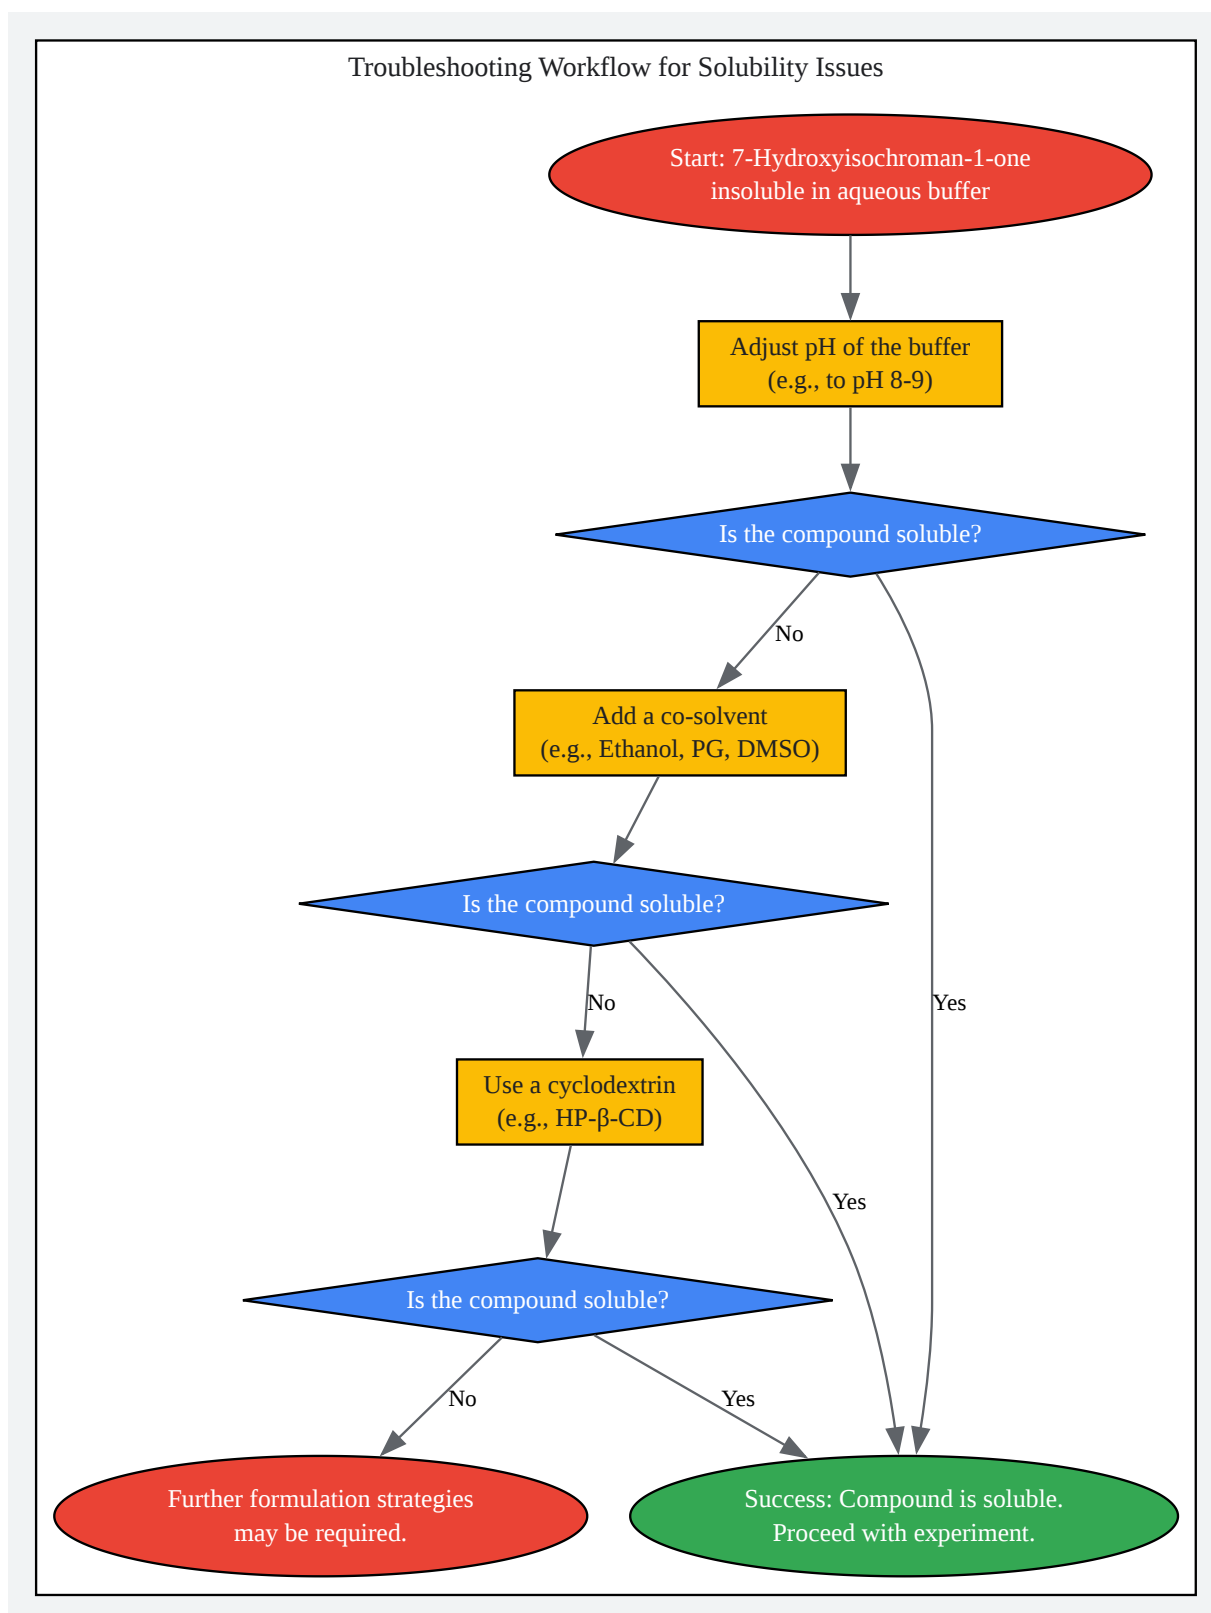 Troubleshooting Workflow for Solubility Issues
Start: 7-Hydroxyisochroman-1-one
insoluble in aqueous buffer
Adjust pH of the buffer
(e.g., to pH 8-9)
Is the compound soluble?
No
Add a co-solvent
(e.g., Ethanol, PG, DMSO)
Is the compound soluble?
No
Yes
Use a cyclodextrin
(e.g., HP-β-CD)
Yes
Is the compound soluble?
No
Yes
Further formulation strategies
may be required.
Success: Compound is soluble.
Proceed with experiment.